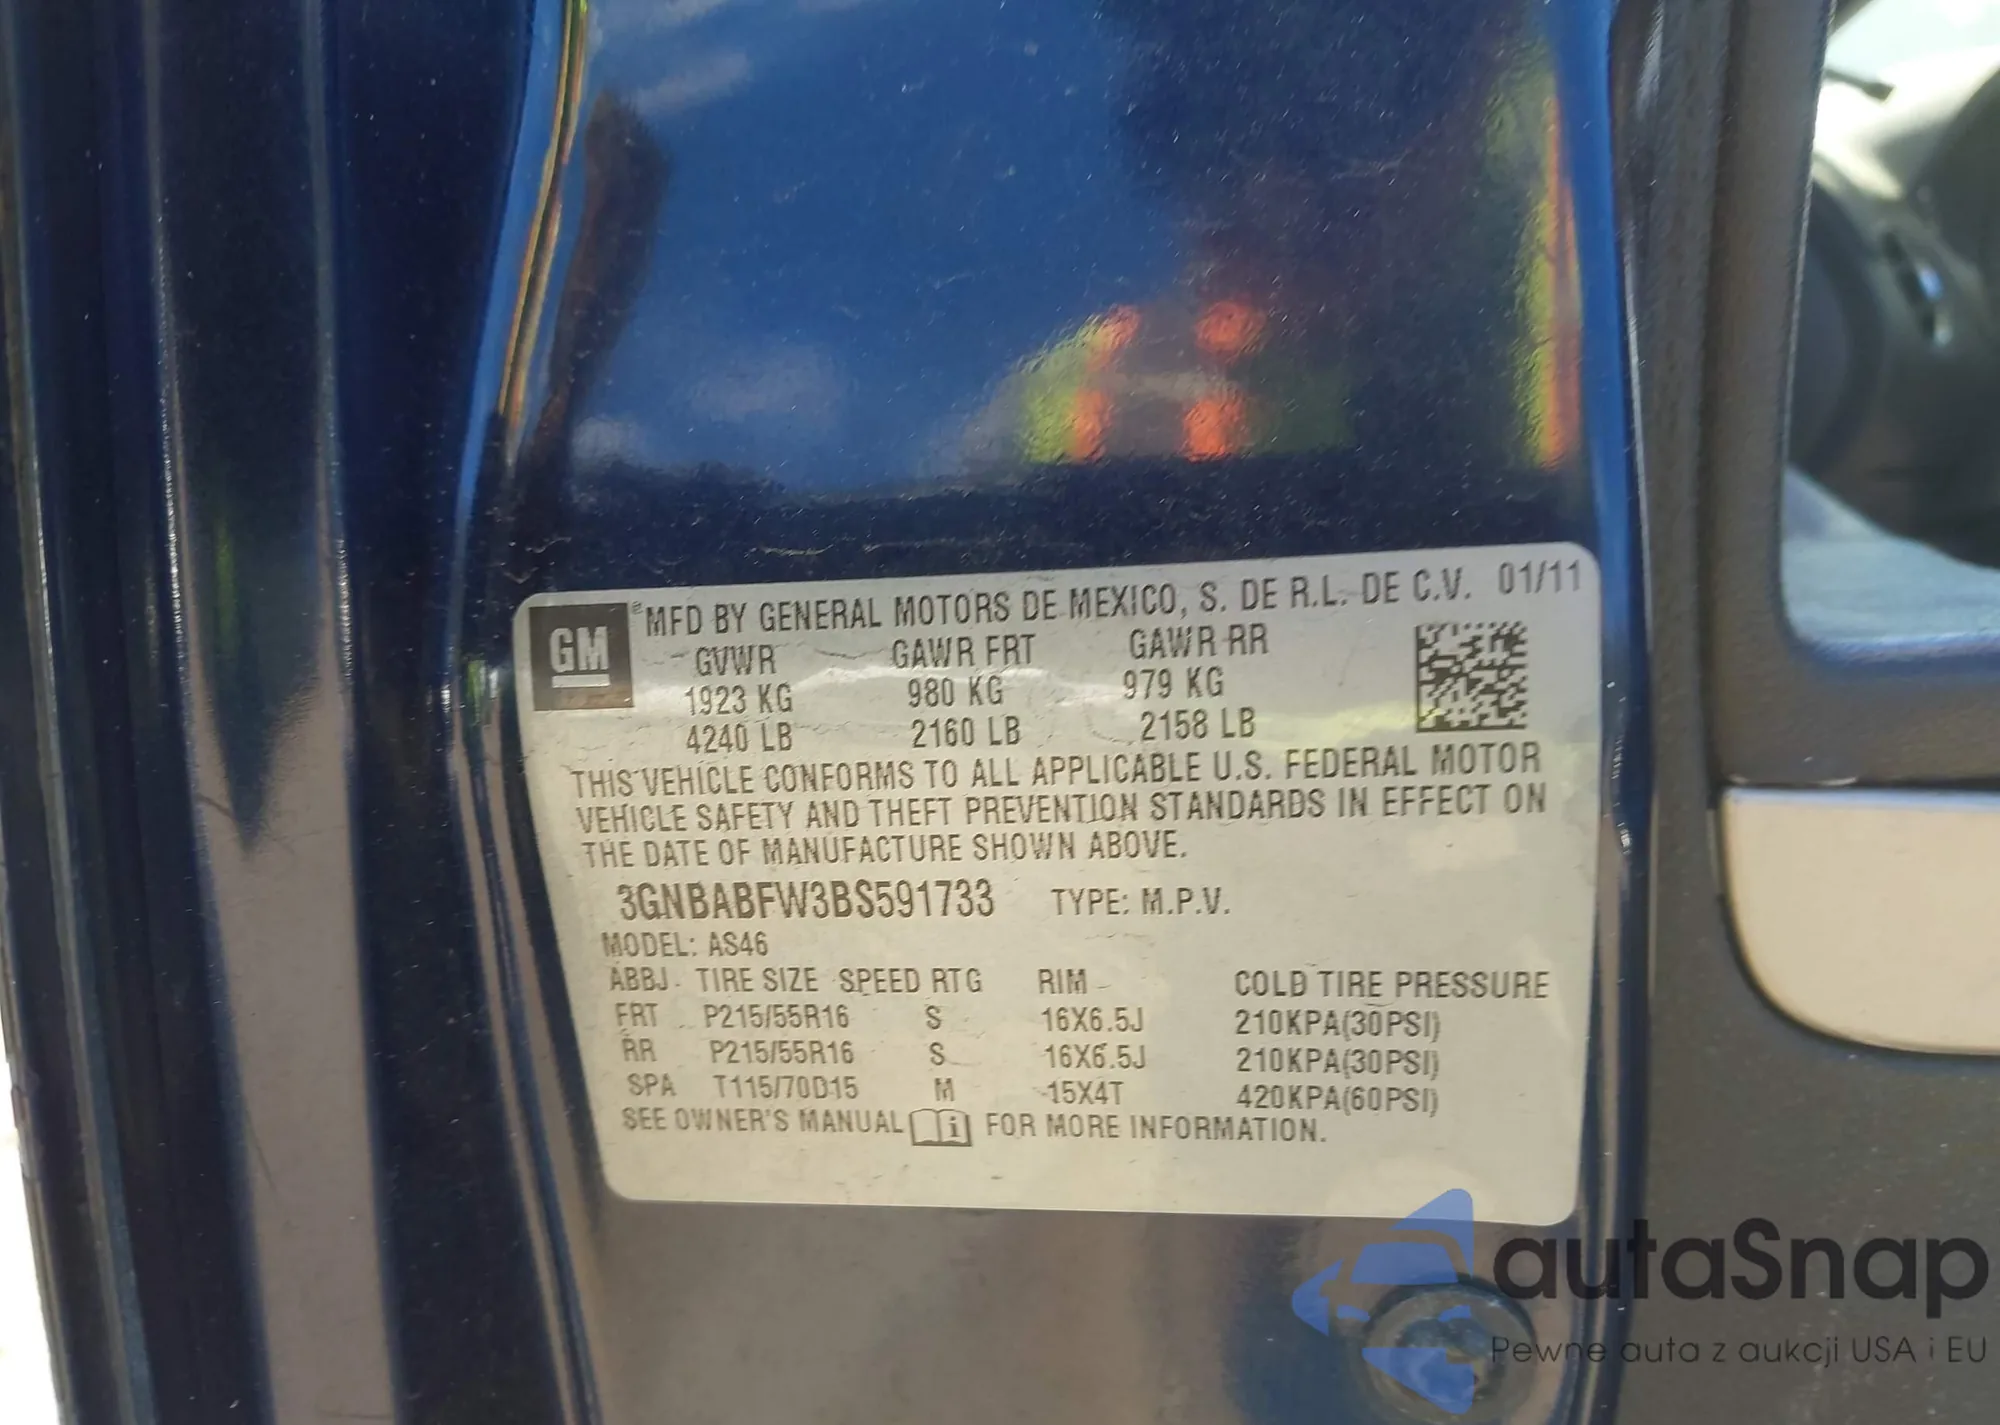 GM
MFD BY GENERAL MOTORS DE MEXICO, S. DE R.L. DE C.V. 01/11
GVWR GAWR FRT GAWR RR
1923 KG 980 KG 979 KG
4240 LB 2160 LB 2158 LB
THIS VEHICLE CONFORMS TO ALL APPLICABLE U.S. FEDERAL MOTOR
VEHICLE SAFETY AND THEFT PREVENTION STANDARDS IN EFFECT ON
THE DATE OF MANUFACTURE SHOWN ABOVE.
3GNBABFW3BS591733 TYPE: M.P.V.
MODEL: AS46
ABBJ TIRE SIZE SPEED RTG RIM COLD TIRE PRESSURE
FRT P215/55R16 S 16X6.5J 210KPA(30PSI)
RR P215/55R16 S 16X6.5J 210KPA(30PSI)
SPA T115/70D15 M 15X4T 420KPA(60PSI)
SEE OWNER'S MANUAL i FOR MORE INFORMATION.
autaSnap
Pewne auta z aukcji USA i EU